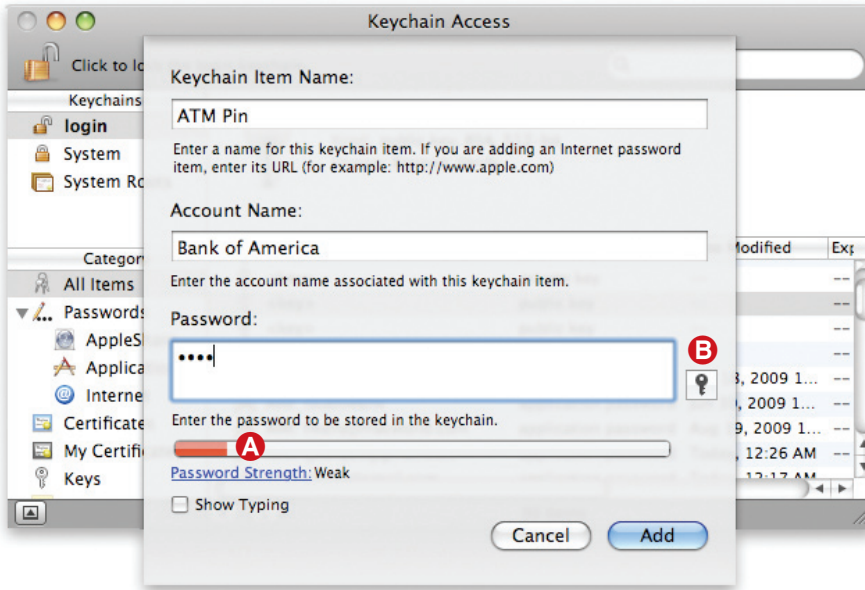 Keychain Access
Click to lo
Keychains
login
System
System Ro
Categor
All Items
Passwords
AppleSh
Applica
Interne
Certificate
My Certifi
Keys
Keychain Item Name:
ATM Pin
Enter a name for this keychain item. If you are adding an Internet password
item, enter its URL (for example: http://www.apple.com)
Account Name:
Bank of America
Enter the account name associated with this keychain item.
Password:
••••
B
Enter the password to be stored in the keychain.
A
Password Strength: Weak
Show Typing
Cancel
Add
Modified
Exp
--
--
--
--
3, 2009 1... --
, 2009 1... --
9, 2009 1... --
, 12:26 AM --
12:17 AM